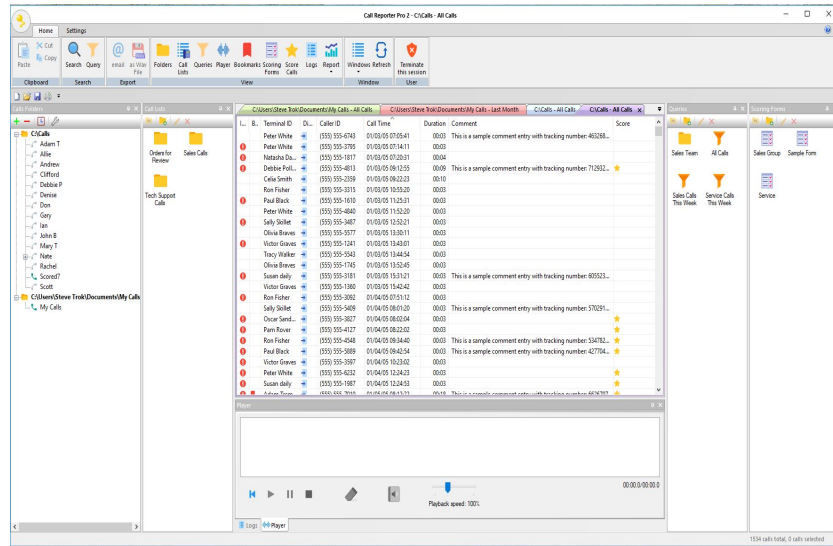 Call Reporter Pro 2 - C:\Calls - All Calls
Home Settings
Paste Cut Copy Search Query email as Wav File Folders Call Lists Queries Player Bookmarks Scoring Forms Score Calls Logs Report Windows Refresh Terminate this session
Clipboard Search Export View Window User
Calls Folders
C:\Calls
Adam T
Allie
Andrew
Clifford
Debbie P
Denise
Don
Gary
Ian
John B
Mary T
Nate
Rachel
Scored7
Scott
C:\Users\Steve Trok\Documents\My Calls
My Calls
Call Lists
Orders for Review
Sales Calls
Tech Support Calls
C:\Users\Steve Trok\Documents\My Calls - All Calls C:\Users\Steve Trok\Documents\My Calls - Last Month C:\Calls - All Calls C:\Calls - All Calls x
I... B.. Terminal ID Di... Caller ID Call Time Duration Comment Score
Peter White (555) 555-6743 01/03/05 07:05:41 00:03 This is a sample comment entry with tracking number: 463268...
Peter White (555) 555-3795 01/03/05 07:14:11 00:03
Natasha Da... (555) 555-1817 01/03/05 07:20:31 00:04
Debbie Poll... (555) 555-4813 01/03/05 09:12:55 00:09 This is a sample comment entry with tracking number: 712932...
Celia Smith (555) 555-2359 01/03/05 09:22:23 00:10
Ron Fisher (555) 555-3315 01/03/05 10:55:20 00:03
Paul Black (555) 555-1610 01/03/05 11:25:31 00:03
Peter White (555) 555-4840 01/03/05 11:52:20 00:03
Sally Skillet (555) 555-3487 01/03/05 12:52:21 00:03
Olivia Braves (555) 555-5577 01/03/05 13:30:11 00:03
Victor Graves (555) 555-1241 01/03/05 13:43:01 00:03
Tracy Walker (555) 555-5543 01/03/05 13:44:54 00:03
Olivia Braves (555) 555-1745 01/03/05 13:52:45 00:03
Susan daily (555) 555-3181 01/03/05 15:31:21 00:03 This is a sample comment entry with tracking number: 605523...
Victor Graves (555) 555-1360 01/03/05 15:42:42 00:03
Ron Fisher (555) 555-3092 01/04/05 07:51:12 00:03
Sally Skillet (555) 555-5409 01/04/05 08:01:20 00:03 This is a sample comment entry with tracking number: 570291...
Oscar Sand... (555) 555-3827 01/04/05 08:02:04 00:03
Pam Rover (555) 555-4127 01/04/05 08:22:02 00:03
Ron Fisher (555) 555-4548 01/04/05 09:34:40 00:03 This is a sample comment entry with tracking number: 534782...
Paul Black (555) 555-5889 01/04/05 09:42:54 00:03 This is a sample comment entry with tracking number: 427704...
Victor Graves (555) 555-3597 01/04/05 10:23:02 00:03
Peter White (555) 555-6232 01/04/05 12:24:23 00:03
Susan daily (555) 555-1987 01/04/05 12:24:53 00:03
Player
Playback speed: 100%
00:00.0/00:00.0
Logs Player
Queries
Sales Team
All Calls
Sales Calls This Week
Service Calls This Week
Scoring Forms
Sales Group
Sample Form
Service
1534 calls total, 0 calls selected